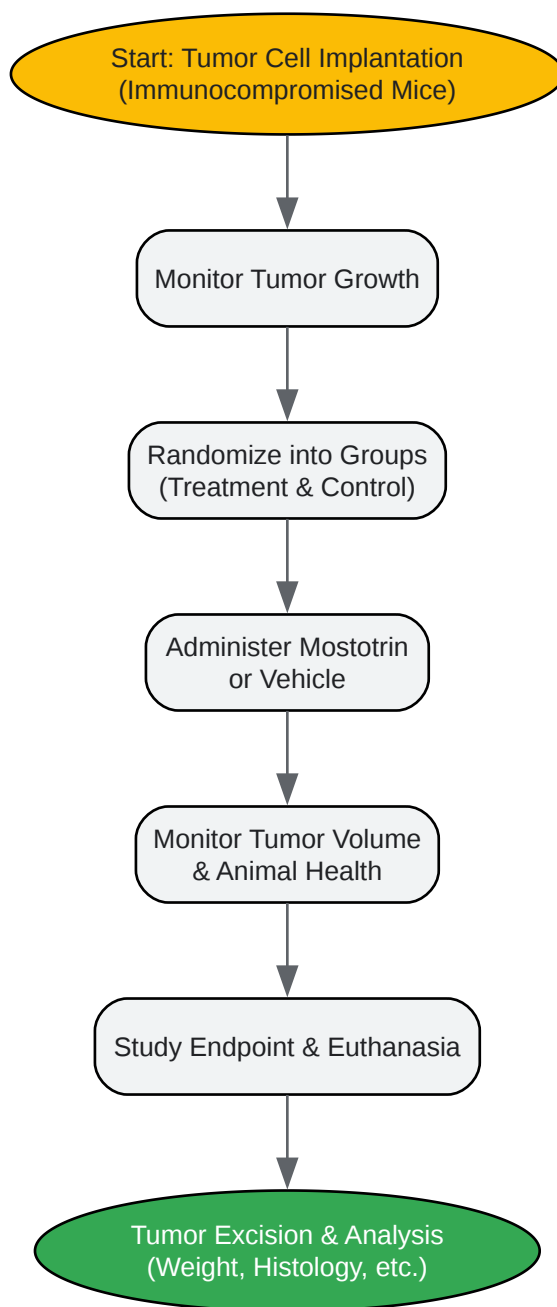 Start: Tumor Cell Implantation
(Immunocompromised Mice)
Monitor Tumor Growth
Randomize into Groups
(Treatment & Control)
Administer Mostotrin
or Vehicle
Monitor Tumor Volume
& Animal Health
Study Endpoint & Euthanasia
Tumor Excision & Analysis
(Weight, Histology, etc.)